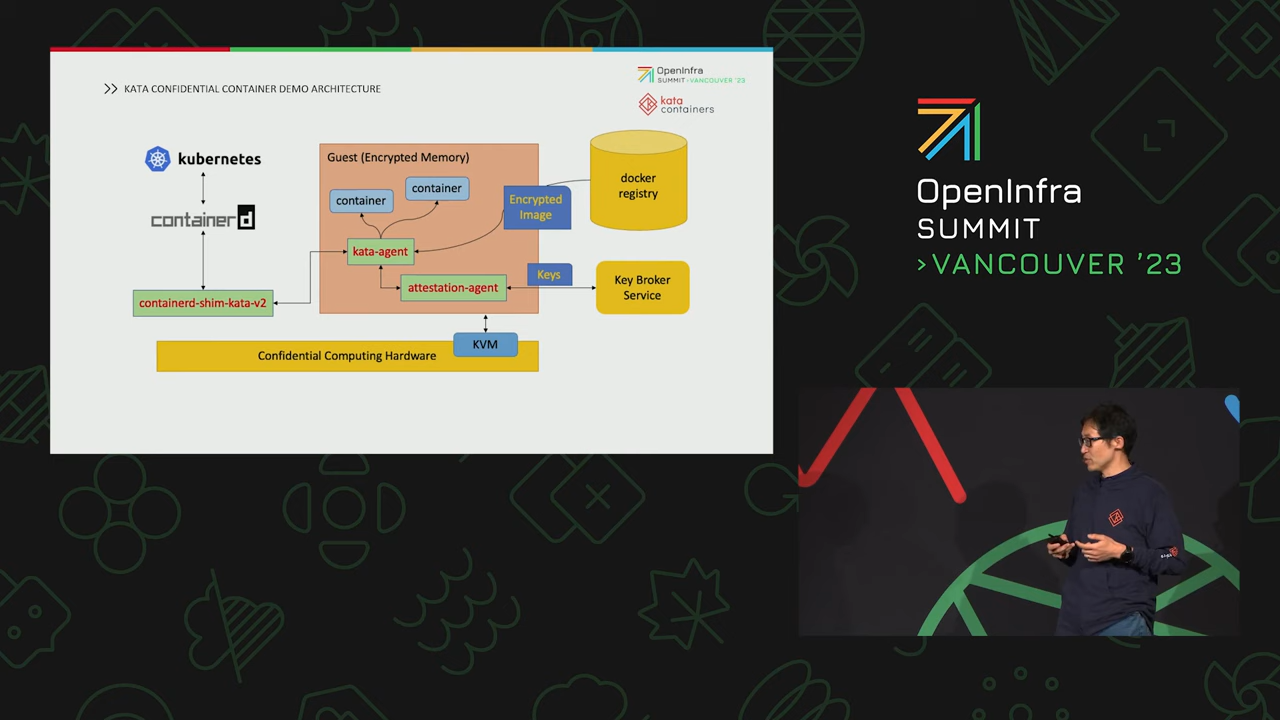 KATA CONFIDENTIAL CONTAINER DEMO ARCHITECTURE
OpenInfra
SUMMIT›VANCOUVER '23
kata
containers
kubernetes
containerd
containerd-shim-kata-v2
Guest (Encrypted Memory)
container
container
kata-agent
attestation-agent
Encrypted
Image
Keys
docker
registry
Key Broker
Service
KVM
Confidential Computing Hardware
OpenInfra
SUMMIT
›VANCOUVER '23